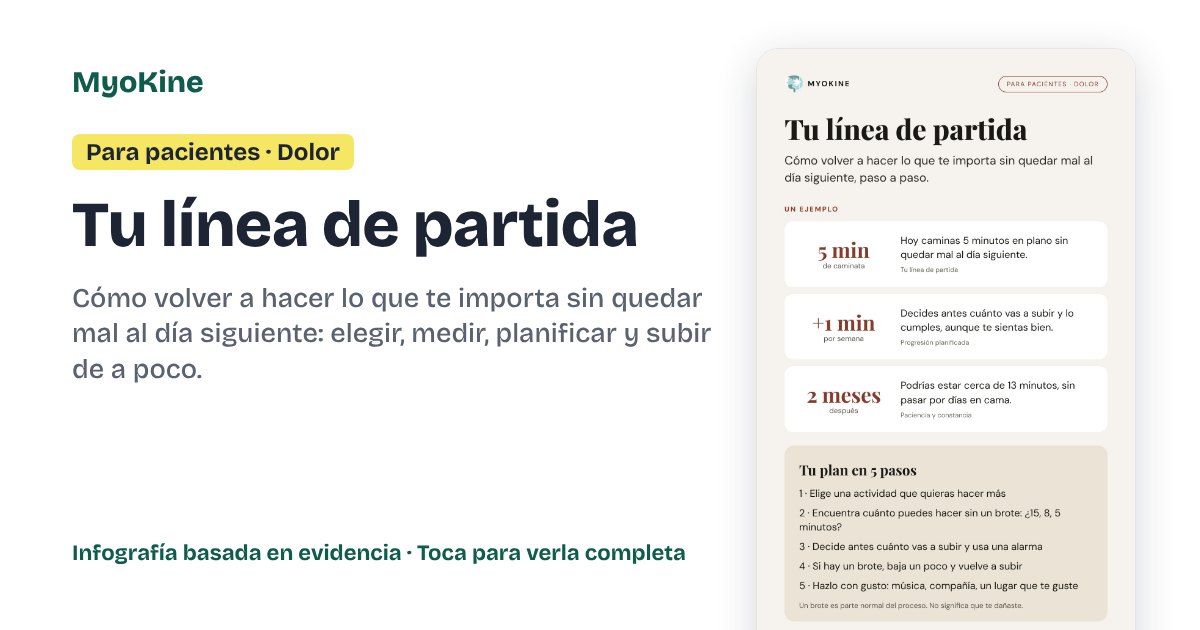 MyoKine
Para pacientes · Dolor
Tu línea de partida
Cómo volver a hacer lo que te importa sin quedar
mal al día siguiente: elegir, medir, planificar y subir
de a poco.
Infografía basada en evidencia · Toca para verla completa
MYOKINE
PARA PACIENTES · DOLOR
Tu línea de partida
Cómo volver a hacer lo que te importa sin quedar mal al
día siguiente, paso a paso.
UN EJEMPLO
5 min
de caminata
Hoy caminas 5 minutos en plano sin
quedar mal al día siguiente.
Tu línea de partida
+1 min
por semana
Decides antes cuánto vas a subir y lo
cumples, aunque te sientas bien.
Progresión planificada
2 meses
después
Podrías estar cerca de 13 minutos, sin
pasar por días en cama.
Paciencia y constancia
Tu plan en 5 pasos
1 · Elige una actividad que quieras hacer más
2 · Encuentra cuánto puedes hacer sin un brote: ¿15, 8, 5
minutos?
3 · Decide antes cuánto vas a subir y usa una alarma
4 · Si hay un brote, baja un poco y vuelve a subir
5 · Hazlo con gusto: música, compañía, un lugar que te guste
Un brote es parte normal del proceso. No significa que te dañaste.